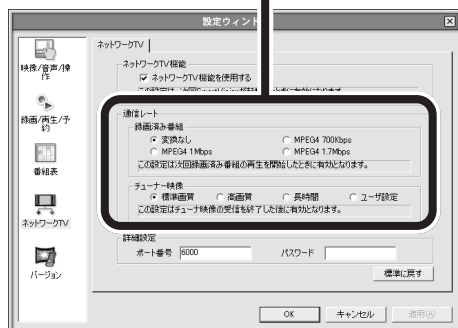 設定ウィン
映像/音声/操作
録画/再生/予約
番組表
ネットワークTV
バージョン
ネットワークTV
ネットワークTV機能
ネットワークTV機能を使用する
通信レート
録画済み番組
変換なし
MPEG4 700Kbps
MPEG4 1Mbps
MPEG4 1.7Mbps
この設定は次回録画済み番組の再生を開始したときに有効となります。
チューナー映像
標準画質
高画質
長時間
ユーザ設定
この設定はチューナ映像の受信を終了した後に有効となります。
詳細設定
ポート番号 6000
パスワード
標準に戻す
OK
キャンセル
適用(A)